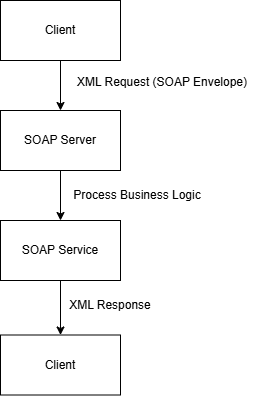 Client
XML Request (SOAP Envelope)
SOAP Server
Process Business Logic
SOAP Service
XML Response
Client